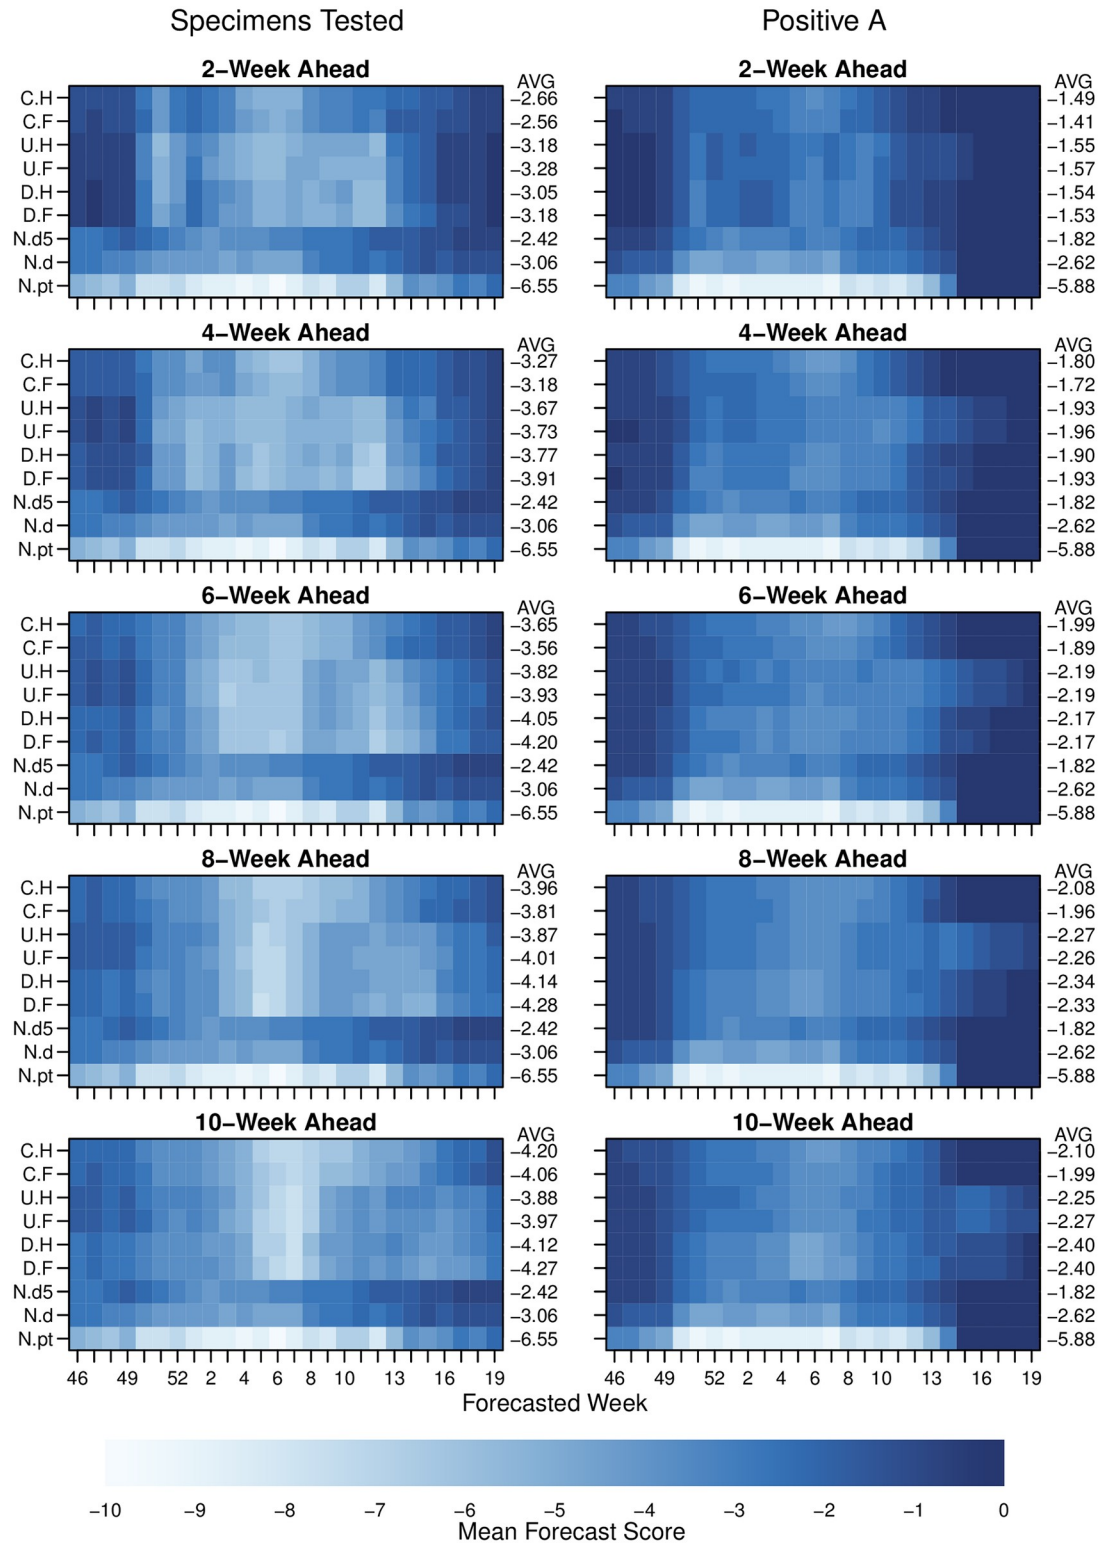 Specimens Tested Positive A
2−Week Ahead 2−Week Ahead
AVG AVG
C.H −2.66 −1.49
C.F −2.56 −1.41
U.H −3.18 −1.55
U.F −3.28 −1.57
D.H −3.05 −1.54
D.F −3.18 −1.53
N.d5 −2.42 −1.82
N.d −3.06 −2.62
N.pt −6.55 −5.88
4−Week Ahead 4−Week Ahead
AVG AVG
C.H −3.27 −1.80
C.F −3.18 −1.72
U.H −3.67 −1.93
U.F −3.73 −1.96
D.H −3.77 −1.90
D.F −3.91 −1.93
N.d5 −2.42 −1.82
N.d −3.06 −2.62
N.pt −6.55 −5.88
6−Week Ahead 6−Week Ahead
AVG AVG
C.H −3.65 −1.99
C.F −3.56 −1.89
U.H −3.82 −2.19
U.F −3.93 −2.19
D.H −4.05 −2.17
D.F −4.20 −2.17
N.d5 −2.42 −1.82
N.d −3.06 −2.62
N.pt −6.55 −5.88
8−Week Ahead 8−Week Ahead
AVG AVG
C.H −3.96 −2.08
C.F −3.81 −1.96
U.H −3.87 −2.27
U.F −4.01 −2.26
D.H −4.14 −2.34
D.F −4.28 −2.33
N.d5 −2.42 −1.82
N.d −3.06 −2.62
N.pt −6.55 −5.88
10−Week Ahead 10−Week Ahead
AVG AVG
C.H −4.20 −2.10
C.F −4.06 −1.99
U.H −3.88 −2.25
U.F −3.97 −2.27
D.H −4.12 −2.40
D.F −4.27 −2.40
N.d5 −2.42 −1.82
N.d −3.06 −2.62
N.pt −6.55 −5.88
46 49 52 2 4 6 8 10 13 16 19 46 49 52 2 4 6 8 10 13 16 19
Forecasted Week
−10 −9 −8 −7 −6 −5 −4 −3 −2 −1 0
Mean Forecast Score